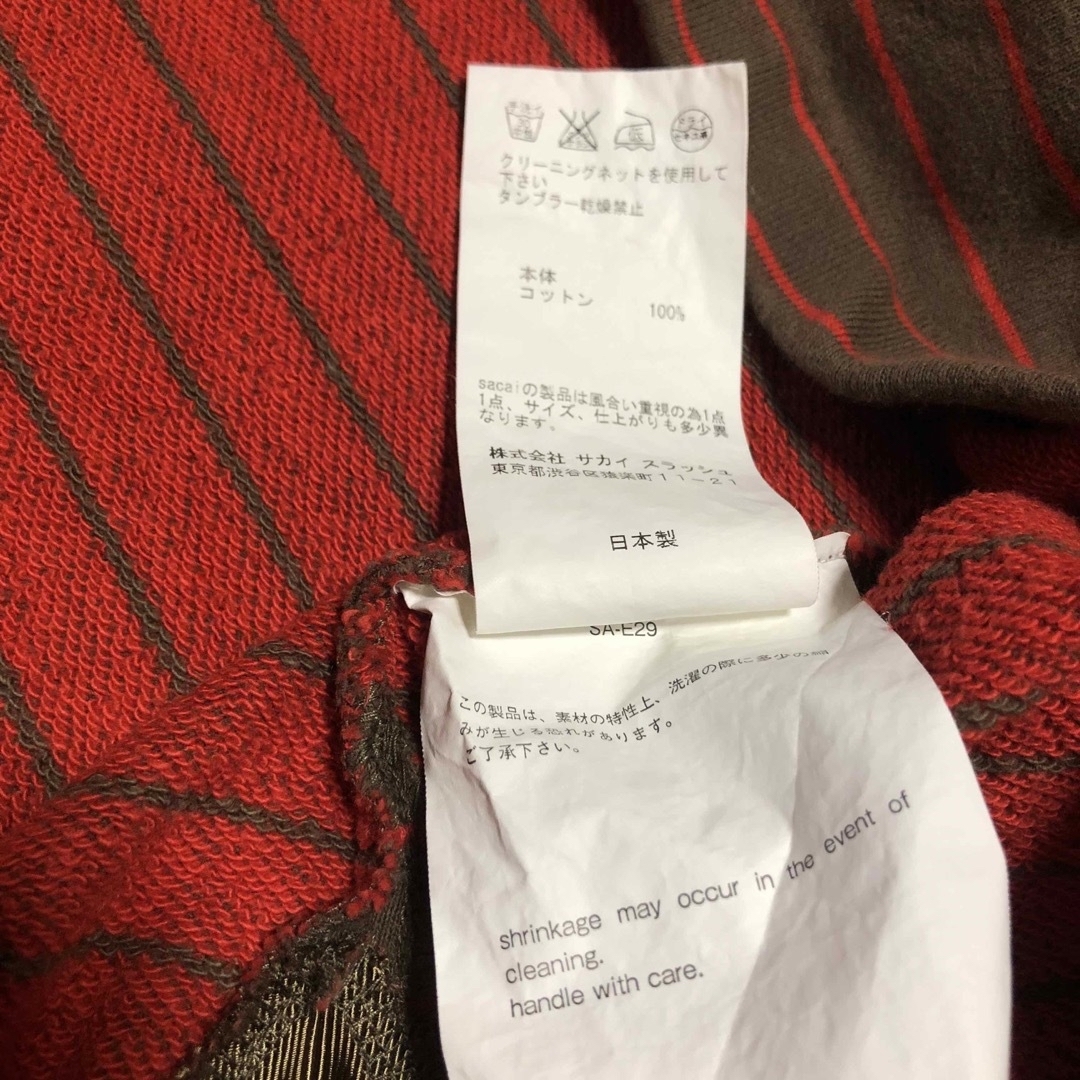 低
クリーニングネットを使用して
下さい
タンブラー乾燥禁止
本体
コットン 100%
sacaiの製品は風合い重視の為1点
1点、サイズ、仕上がりも多少異
なります。
株式会社 サカイ スラッシュ
東京都渋谷区猿楽町11-21
日本製
SA-E29
この製品は、素材の特性上、洗濯の際に多少の縮
みが生じる恐れがあります。
ご了承下さい。
shrinkage may occur in the event of
cleaning.
handle with care.